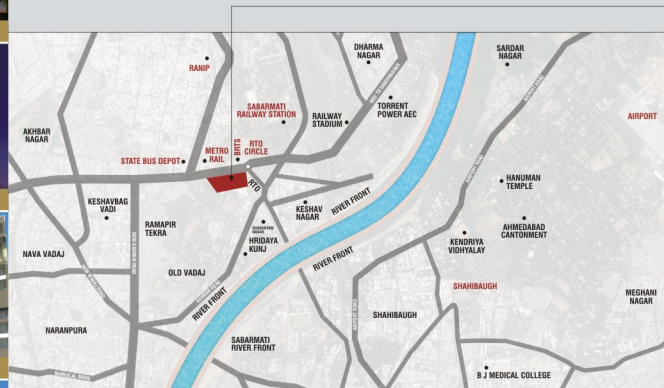 DHARMA
NAGAR
SARDAR
NAGAR
RANIP
SABARMATI
RAILWAY STATION
RAILWAY
STADIUM
TORRENT
POWER AEC
AIRPORT
AKHBAR
NAGAR
STATE BUS DEPOT
METRO
RAIL
BRTS
RTO
CIRCLE
RTO
HANUMAN
TEMPLE
KESHAVBAG
VADI
RAMAPIR
TEKRA
KESHAV
NAGAR
RIVER FRONT
HRIDAYA
KUNJ
AHMEDABAD
CANTONMENT
KENDRIYA
VIDHYALAY
NAVA VADAJ
OLD VADAJ
RIVER FRONT
RIVER FRONT
SHAHIBAUGH
MEGHANI
NAGAR
SHAHIBAUGH
NARANPURA
SABARMATI
RIVER FRONT
B J MEDICAL COLLEGE
AIRPORT ROAD